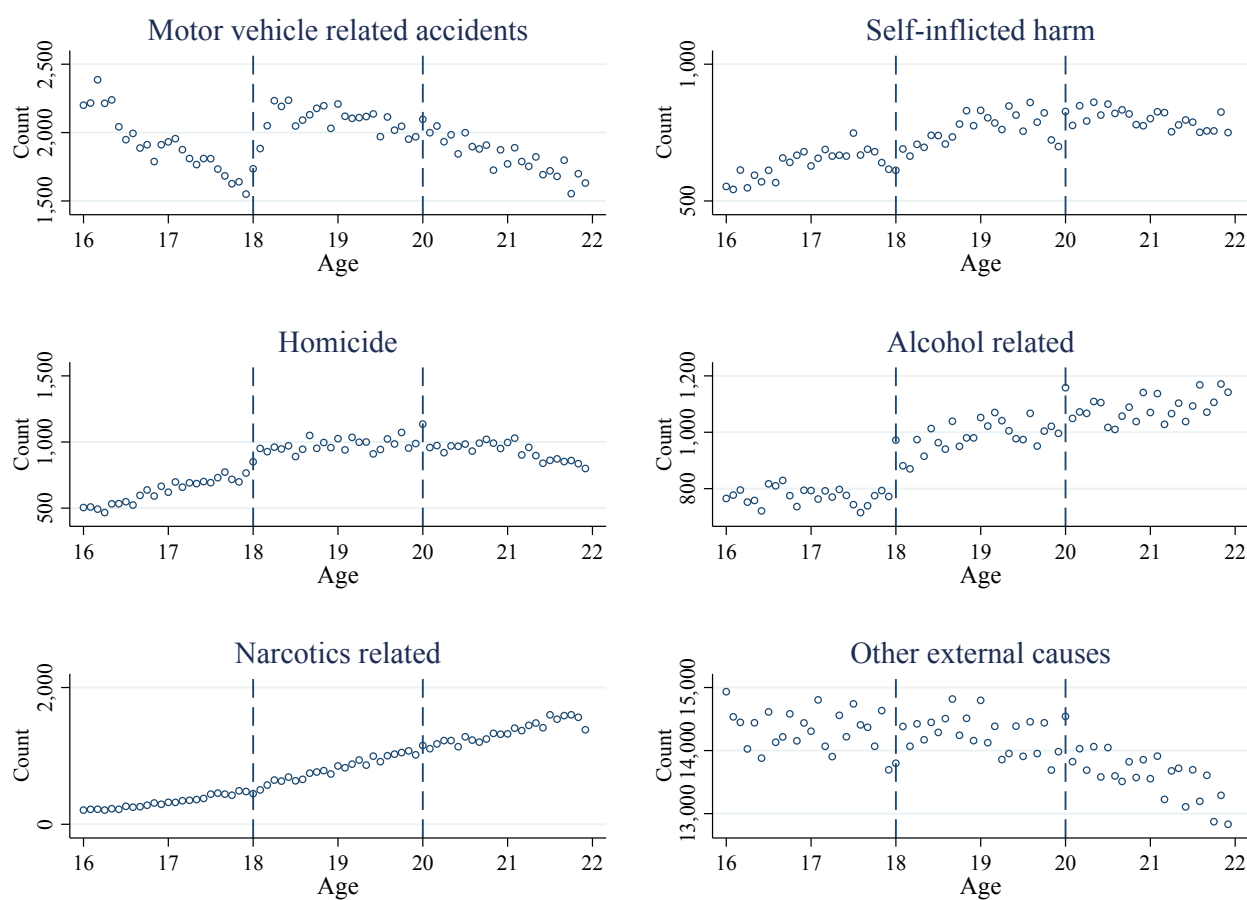 Motor vehicle related accidents
Count
2,500
2,000
1,500
16 17 18 19 20 21 22
Age
Self-inflicted harm
Count
1,000
500
16 17 18 19 20 21 22
Age
Homicide
Count
1,500
1,000
500
16 17 18 19 20 21 22
Age
Alcohol related
Count
1,200
1,000
800
16 17 18 19 20 21 22
Age
Narcotics related
Count
2,000
0
16 17 18 19 20 21 22
Age
Other external causes
Count
15,000
14,000
13,000
16 17 18 19 20 21 22
Age